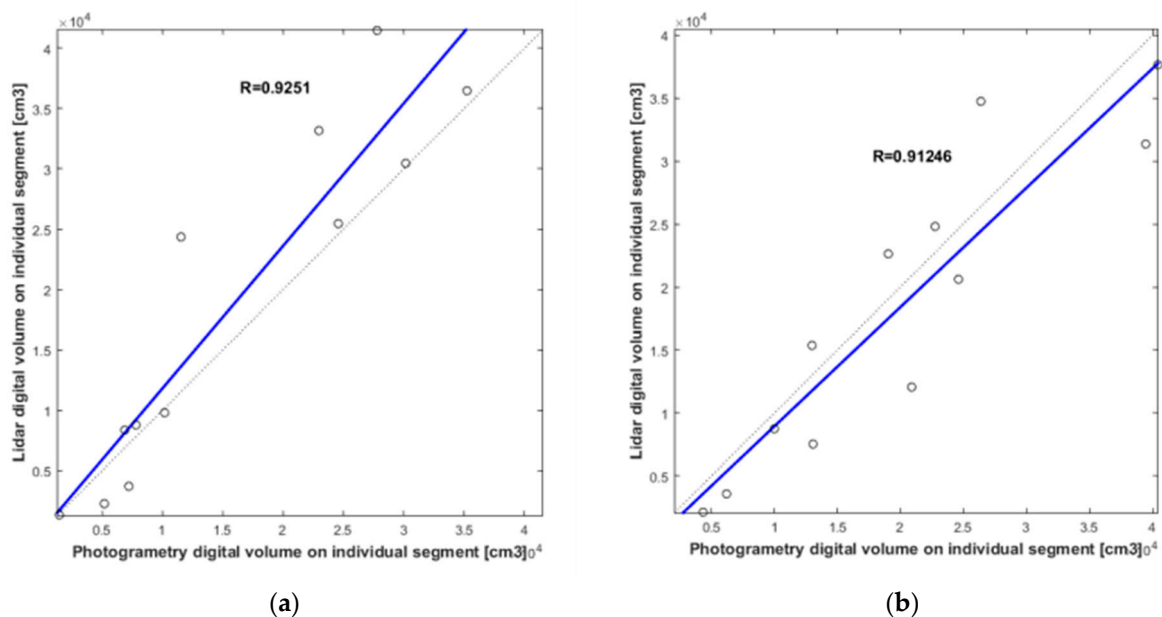 ×10⁴
4
3.5
3
2.5
2
1.5
1
0.5
Lidar digital volume on individual segment [cm3]
R=0.9251
0.5 1 1.5 2 2.5 3 3.5 4
Photogrametry digital volume on individual segment [cm3]0⁴
(a)
×10⁴
4
3.5
3
2.5
2
1.5
1
0.5
Lidar digital volume on individual segment [cm3]
R=0.91246
0.5 1 1.5 2 2.5 3 3.5 4
Photogrametry digital volume on individual segment [cm3]0⁴
(b)